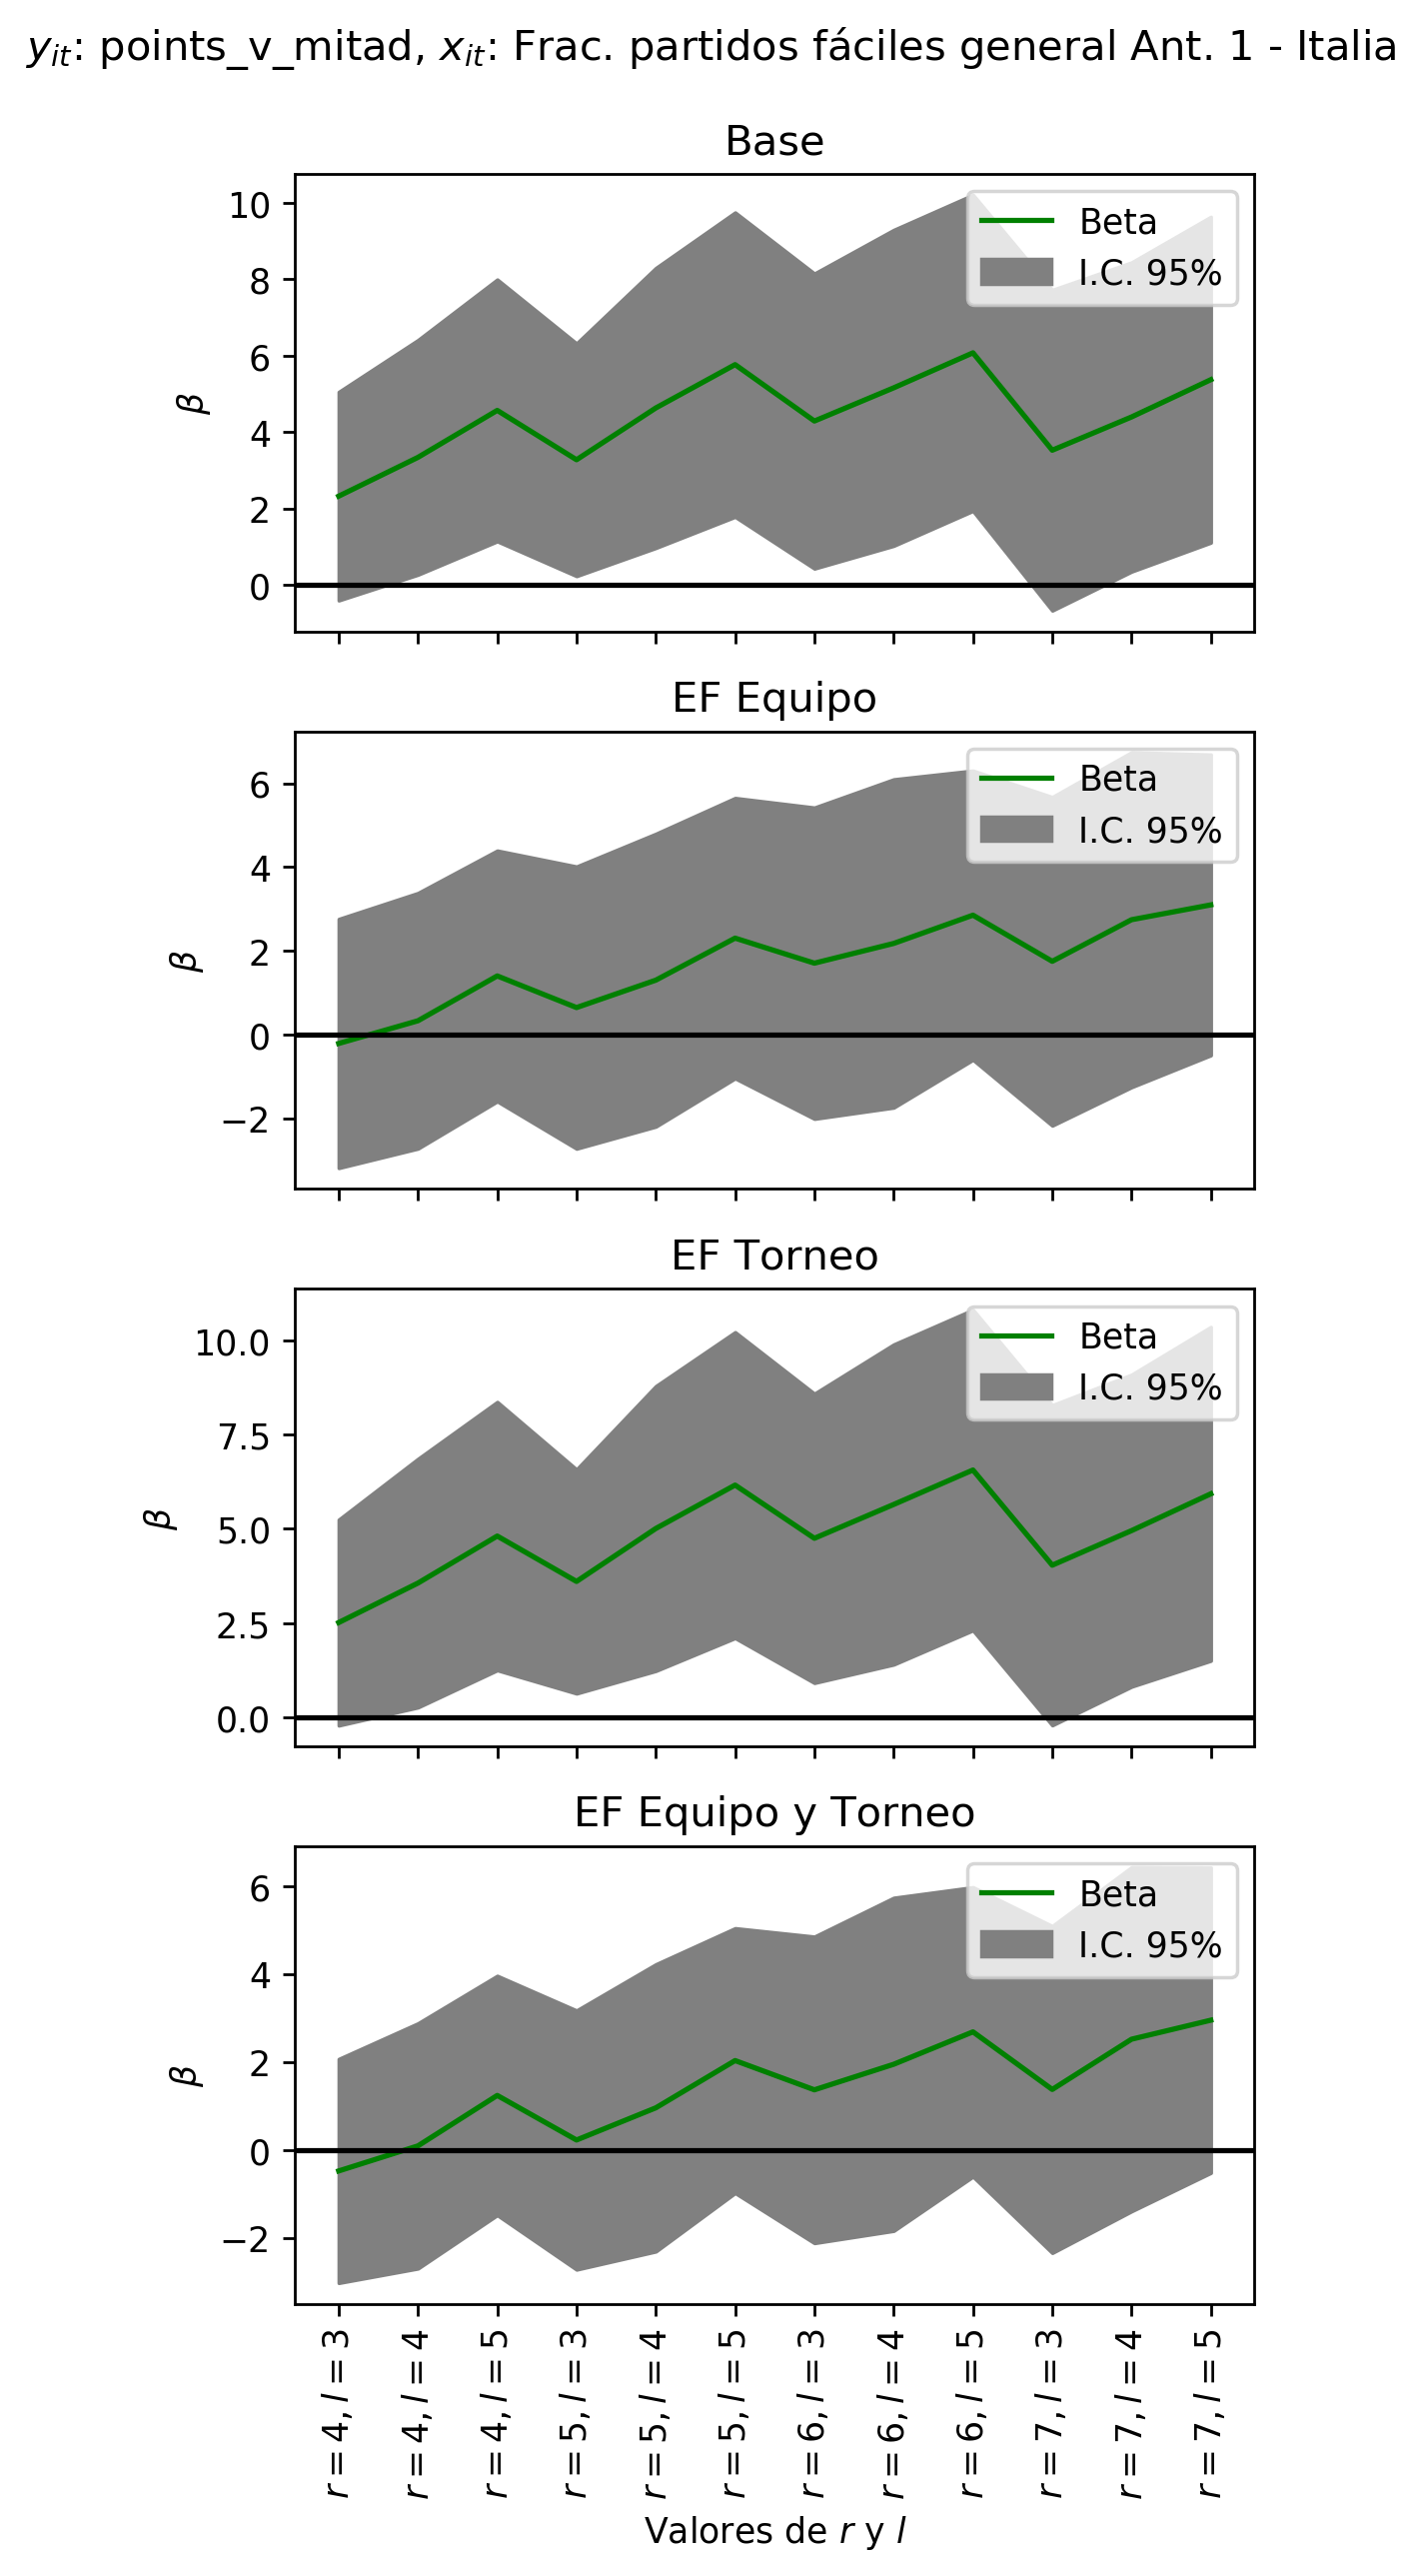 y_it: points_v_mitad, x_it: Frac. partidos fáciles general Ant. 1 - Italia
Base
10
8
6
4
2
0
β
Beta
I.C. 95%
EF Equipo
6
4
2
0
−2
β
Beta
I.C. 95%
EF Torneo
10.0
7.5
5.0
2.5
0.0
β
Beta
I.C. 95%
EF Equipo y Torneo
6
4
2
0
−2
β
Beta
I.C. 95%
r = 4, l = 3
r = 4, l = 4
r = 4, l = 5
r = 5, l = 3
r = 5, l = 4
r = 5, l = 5
r = 6, l = 3
r = 6, l = 4
r = 6, l = 5
r = 7, l = 3
r = 7, l = 4
r = 7, l = 5
Valores de r y l